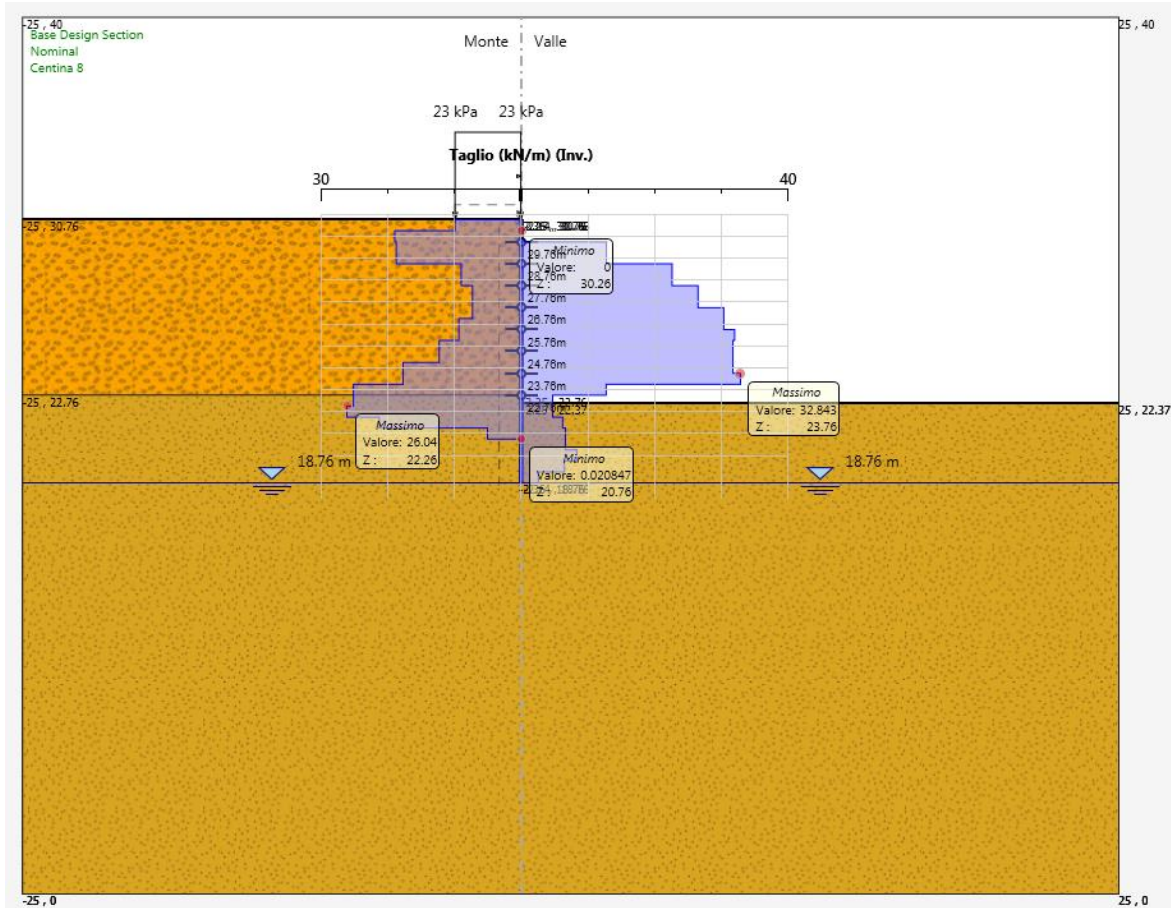 -25 , 40
25 , 40
Base Design Section
Nominal
Centina 8
Monte
Valle
23 kPa
23 kPa
Taglio (kN/m) (Inv.)
30
40
-25 , 30.76
Minimo
Valore: 0
Z : 30.26
29.76m
28.76m
27.76m
26.76m
25.76m
24.76m
23.76m
-25 , 22.76
25 , 22.37
Massimo
Valore: 32.843
Z : 23.76
Massimo
Valore: 26.04
Z : 22.26
Minimo
Valore: 0.020847
Z : 20.76
18.76 m
18.76 m
-25 , 0
25 , 0